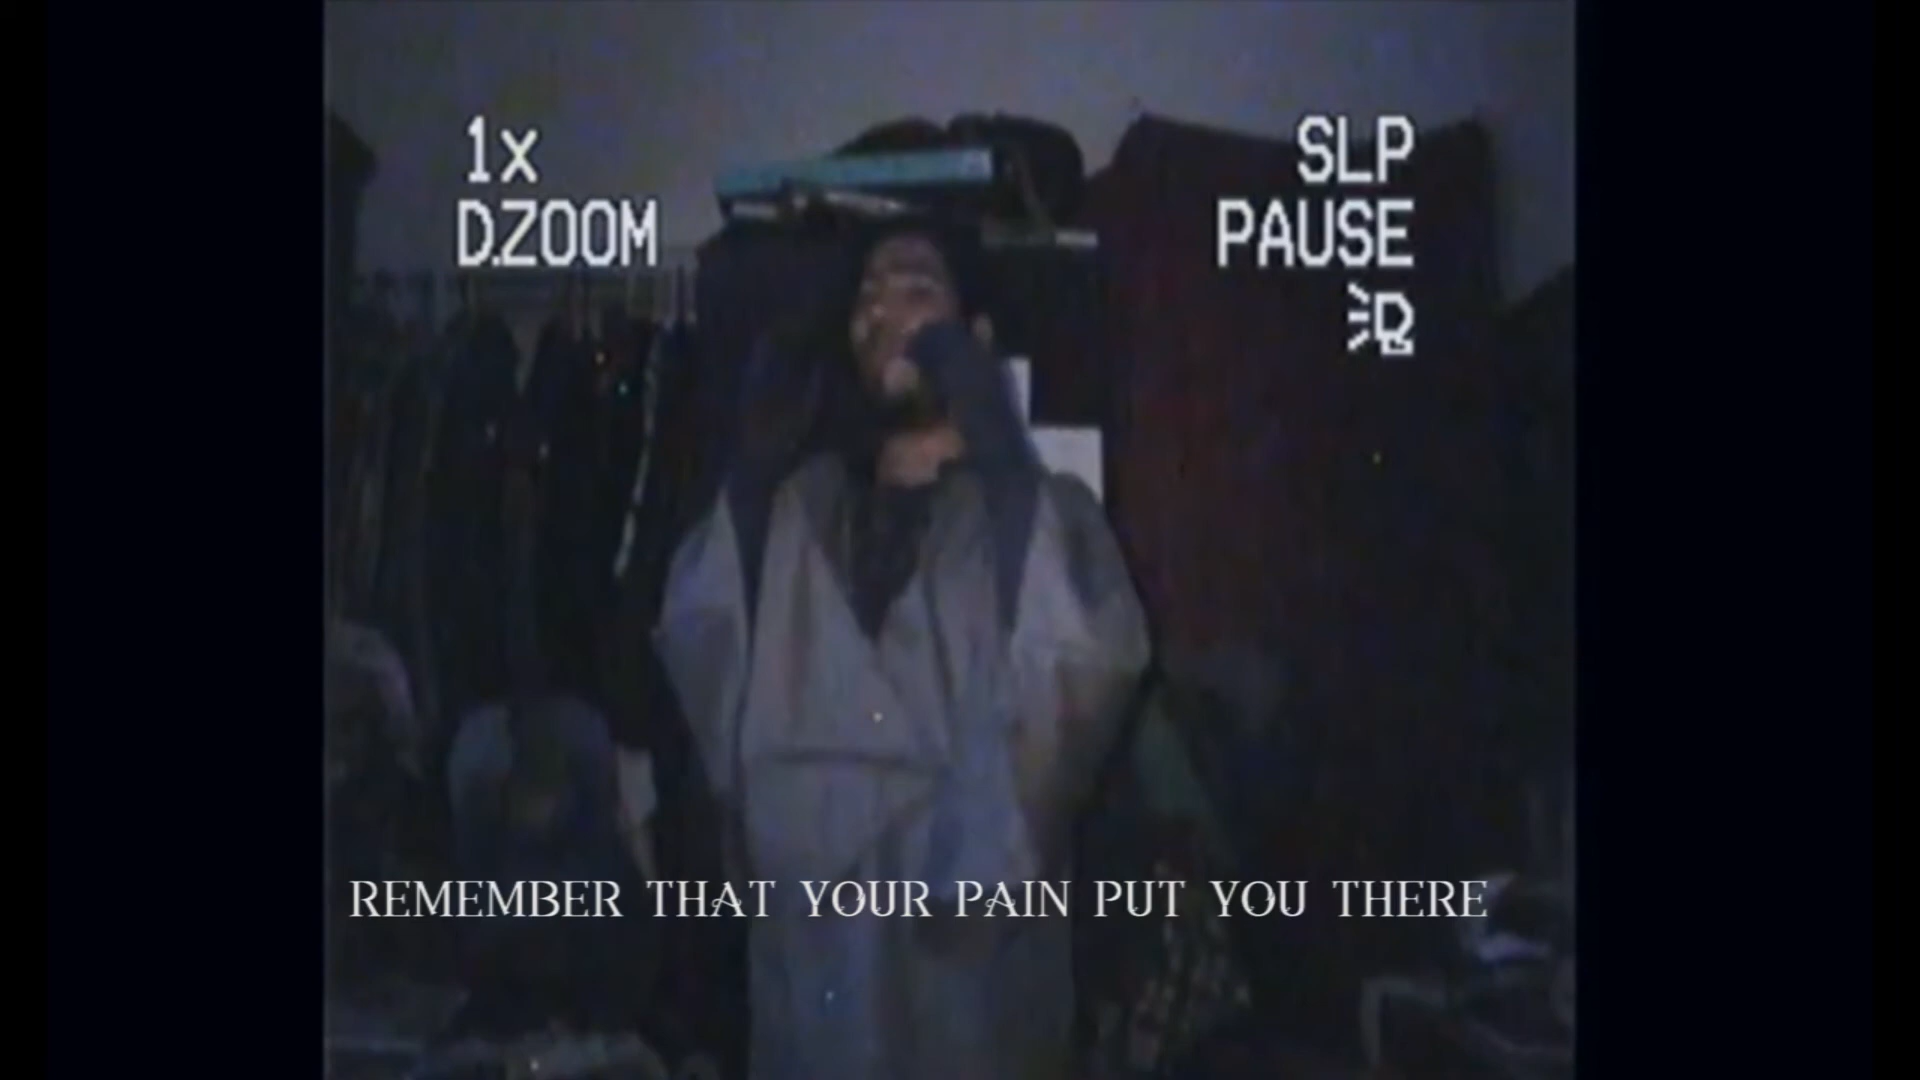 1x
D.ZOOM
SLP
PAUSE
REMEMBER THAT YOUR PAIN PUT YOU THERE